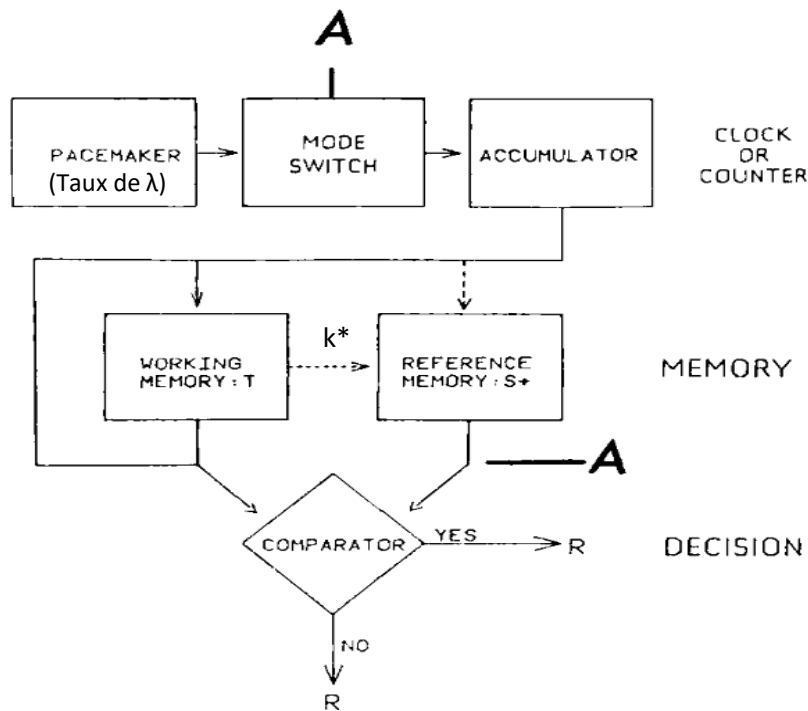 A
PACEMAKER
(Taux de λ)
MODE
SWITCH
ACCUMULATOR
CLOCK
OR
COUNTER
WORKING
MEMORY:T
k*
REFERENCE
MEMORY:S+
MEMORY
A
COMPARATOR
YES
R
DECISION
NO
R